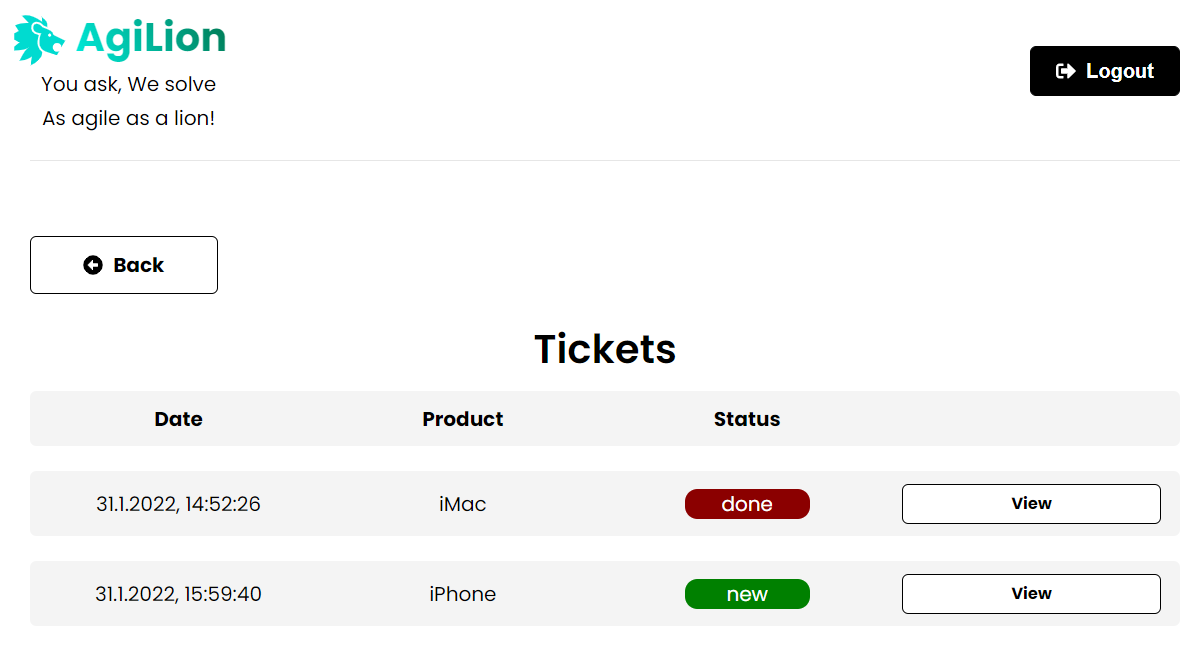 AgiLion
You ask, We solve
As agile as a lion!
Logout
Back
Tickets
Date Product Status
31.1.2022, 14:52:26 iMac done View
31.1.2022, 15:59:40 iPhone new View